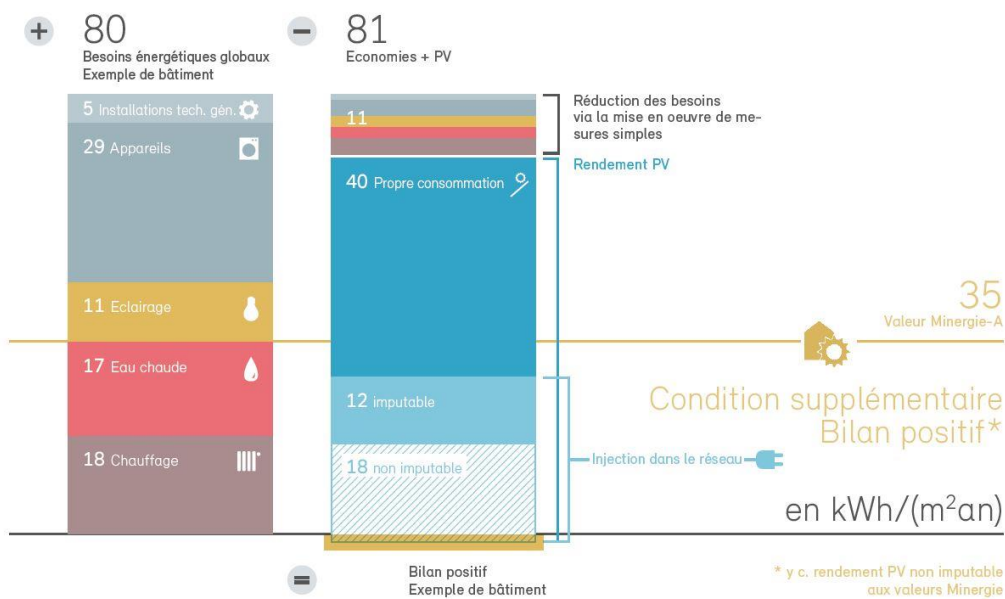 80
Besoins énergétiques globaux
Exemple de bâtiment
5 Installations tech. gén.
29 Appareils
11 Eclairage
17 Eau chaude
18 Chauffage
81
Economies + PV
11
40 Propre consommation
12 imputable
18 non imputable
Réduction des besoins
via la mise en oeuvre de me-
sures simples
Rendement PV
Injection dans le réseau
35
Valeur Minergie-A
Condition supplémentaire
Bilan positif*
en kWh/(m²an)
Bilan positif
Exemple de bâtiment
* y c. rendement PV non imputable
aux valeurs Minergie